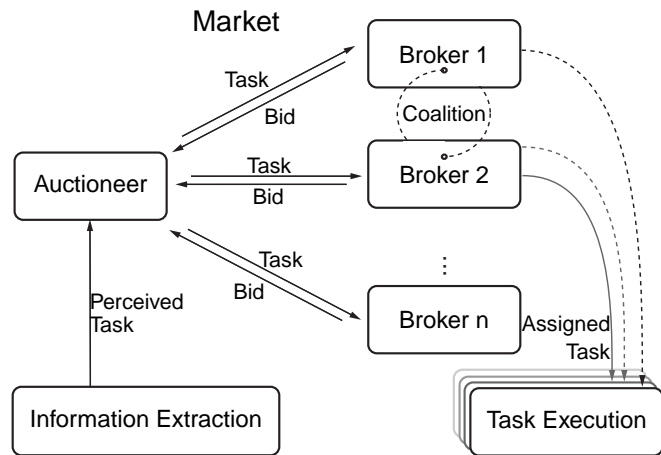 Market
Broker 1
Task
Bid
Coalition
Auctioneer
Task
Bid
Broker 2
Task
Bid
...
Perceived
Task
Broker n
Assigned
Task
Information Extraction
Task Execution